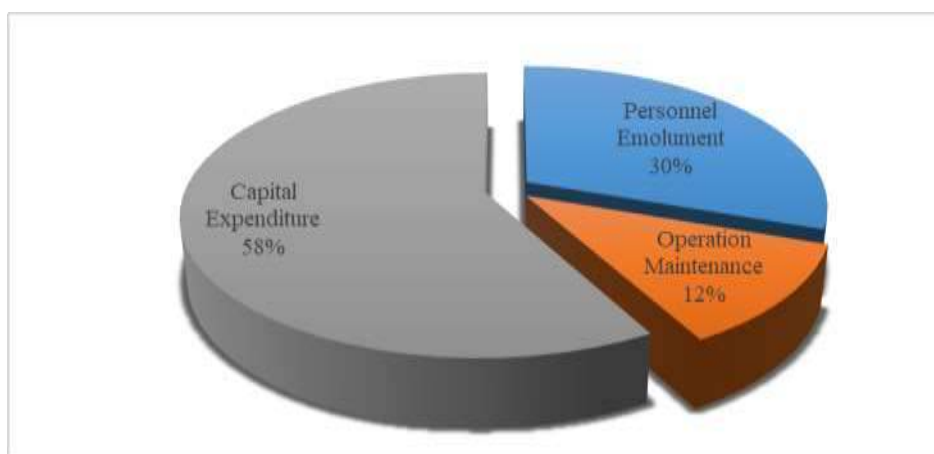 Personnel
Emolument
30%
Capital
Expenditure
58%
Operation
Maintenance
12%